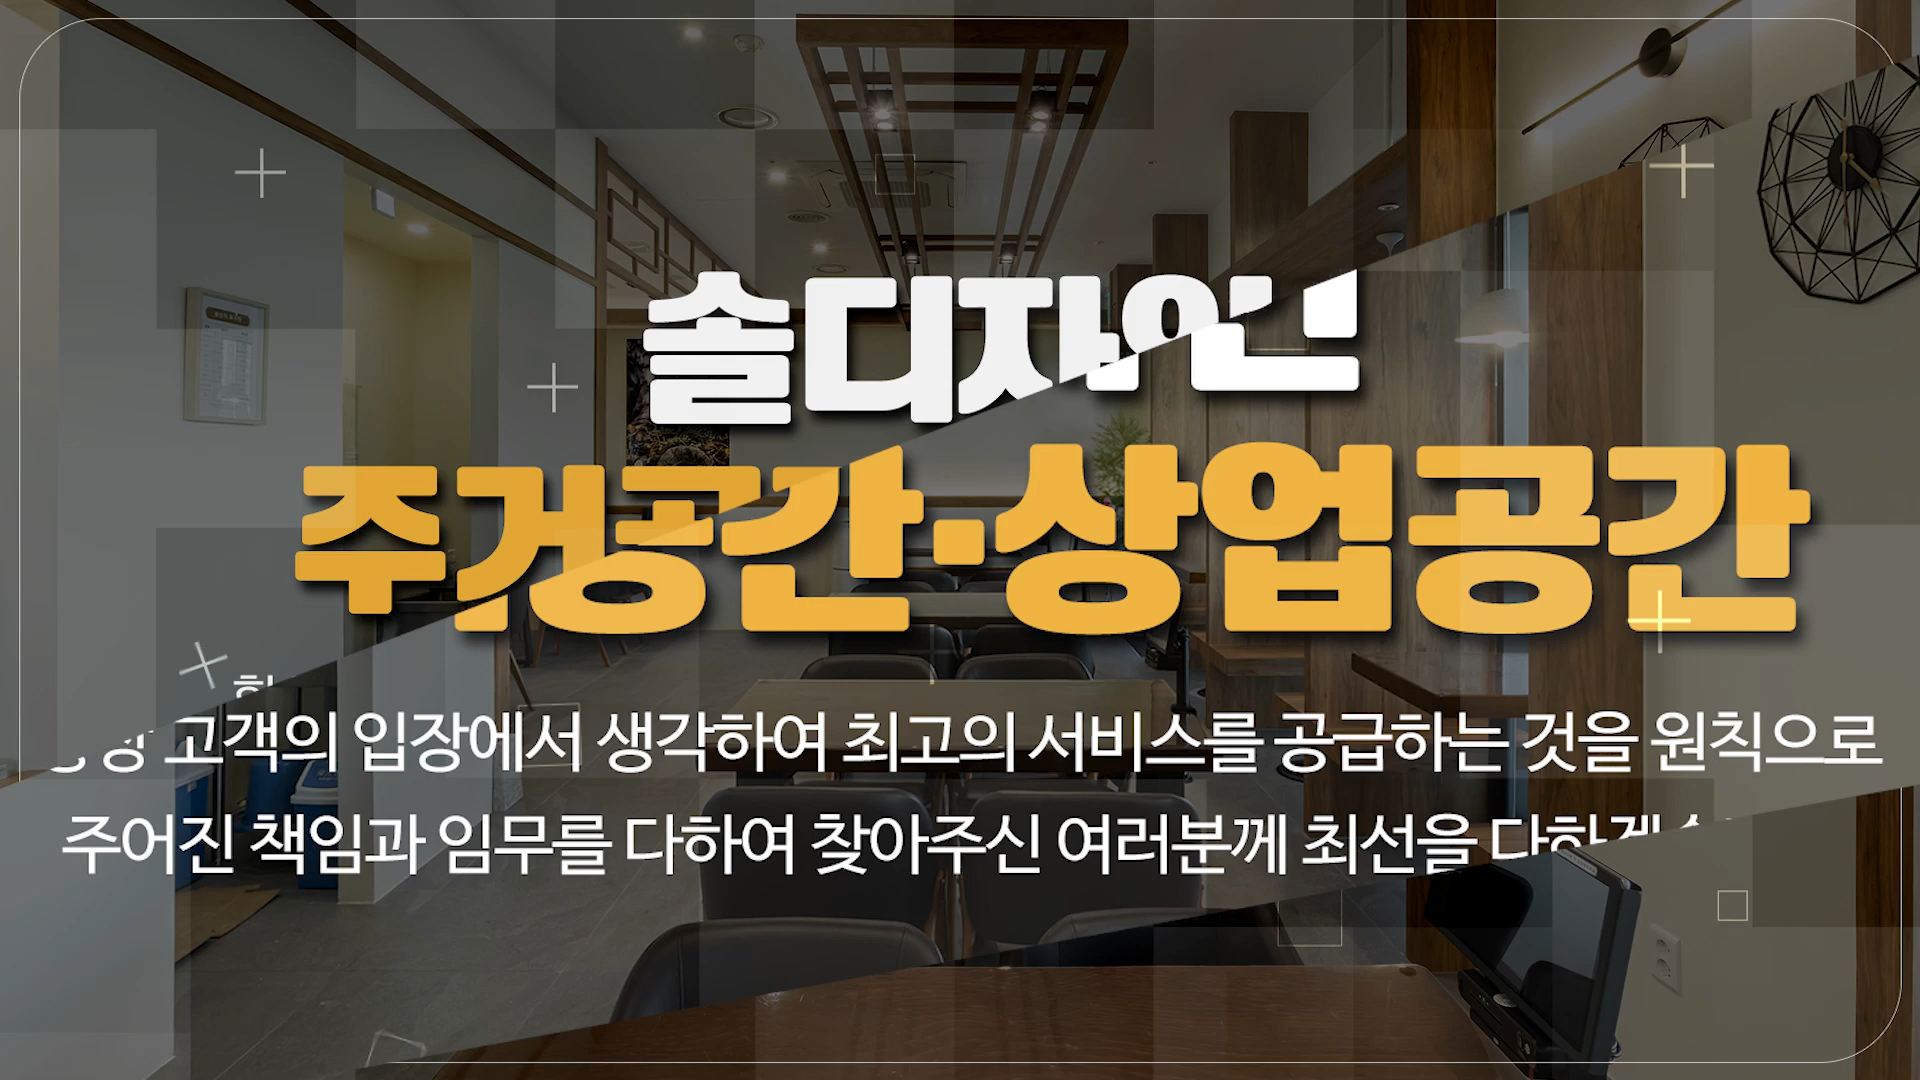 솔디자인
주거공간·상업공간
고객의 입장에서 생각하여 최고의 서비스를 공급하는 것을 원칙으로
주어진 책임과 임무를 다하여 찾아주신 여러분께 최선을